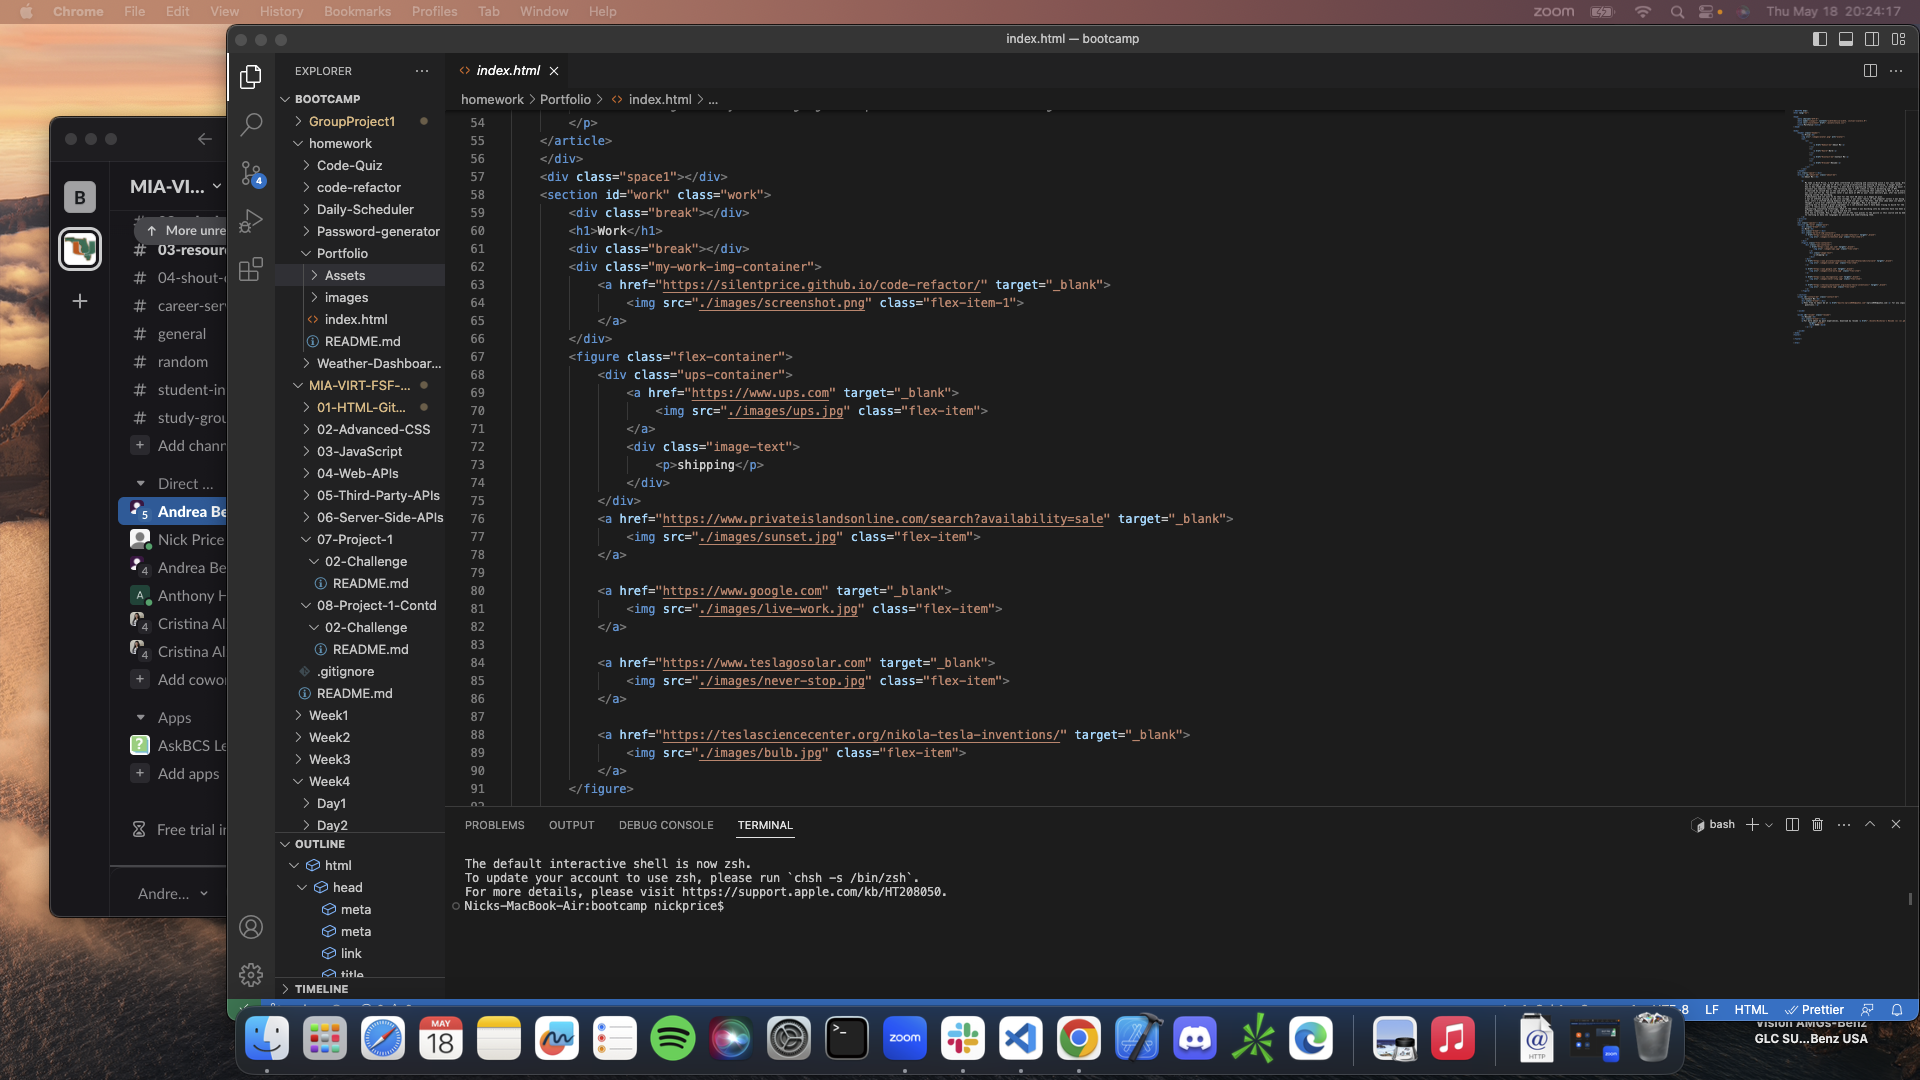 Chrome File Edit View History Bookmarks Profiles Tab Window Help
zoom Thu May 18 20:24:17
index.html — bootcamp
MIA-VI...
B
More unre
03-resour
04-shout-
career-ser
general
random
student-in
study-grou
Add chann
Direct ...
5 Andrea Be
Nick Price
4 Andrea Be
A Anthony H
4 Cristina Al
4 Cristina Al
Add cowor
Apps
AskBCS Le
Add apps
Free trial in
Andre...
4
EXPLORER
BOOTCAMP
GroupProject1
homework
Code-Quiz
code-refactor
Daily-Scheduler
Password-generator
Portfolio
Assets
images
index.html
README.md
Weather-Dashboar...
MIA-VIRT-FSF-...
01-HTML-Git...
02-Advanced-CSS
03-JavaScript
04-Web-APIs
05-Third-Party-APIs
06-Server-Side-APIs
07-Project-1
02-Challenge
README.md
08-Project-1-Contd
02-Challenge
README.md
.gitignore
README.md
Week1
Week2
Week3
Week4
Day1
Day2
OUTLINE
html
head
meta
meta
link
title
TIMELINE
index.html
homework > Portfolio > index.html > ...
54 </p>
55 </article>
56 </div>
57 <div class="space1"></div>
58 <section id="work" class="work">
59 <div class="break"></div>
60 <h1>Work</h1>
61 <div class="break"></div>
62 <div class="my-work-img-container">
63 <a href="https://silentprice.github.io/code-refactor/" target="_blank">
64 <img src="./images/screenshot.png" class="flex-item-1">
65 </a>
66 </div>
67 <figure class="flex-container">
68 <div class="ups-container">
69 <a href="https://www.ups.com" target="_blank">
70 <img src="./images/ups.jpg" class="flex-item">
71 </a>
72 <div class="image-text">
73 <p>shipping</p>
74 </div>
75 </div>
76 <a href="https://www.privateislandsonline.com/search?availability=sale" target="_blank">
77 <img src="./images/sunset.jpg" class="flex-item">
78 </a>
79
80 <a href="https://www.google.com" target="_blank">
81 <img src="./images/live-work.jpg" class="flex-item">
82 </a>
83
84 <a href="https://www.teslagosolar.com" target="_blank">
85 <img src="./images/never-stop.jpg" class="flex-item">
86 </a>
87
88 <a href="https://teslasciencecenter.org/nikola-tesla-inventions/" target="_blank">
89 <img src="./images/bulb.jpg" class="flex-item">
90 </a>
91 </figure>
PROBLEMS OUTPUT DEBUG CONSOLE TERMINAL
bash
The default interactive shell is now zsh.
To update your account to use zsh, please run `chsh -s /bin/zsh`.
For more details, please visit https://support.apple.com/kb/HT208050.
Nicks-MacBook-Air:bootcamp nickprice$
LF HTML Prettier
Vision AMGs-Benz
GLC SU...Benz USA
MAY
18
zoom
HTTP